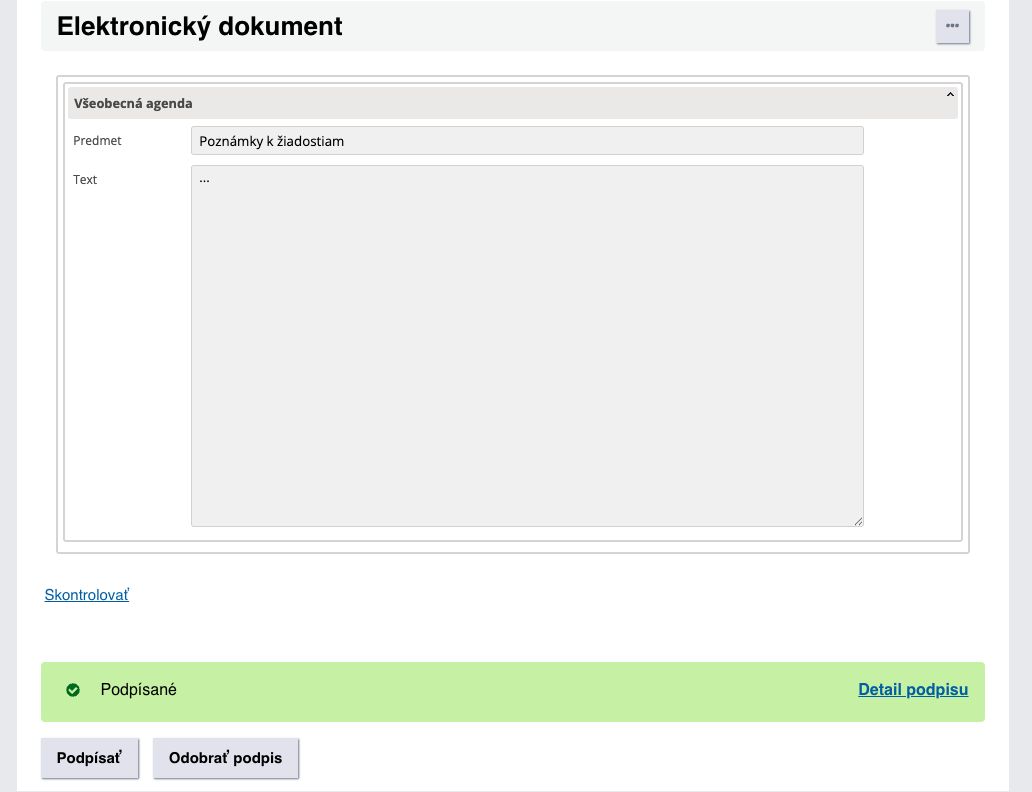 Elektronický dokument
Všeobecná agenda
Predmet
Poznámky k žiadostiam
Text
...
Skontrolovať
Podpísané
Detail podpisu
Podpísať
Odobrať podpis